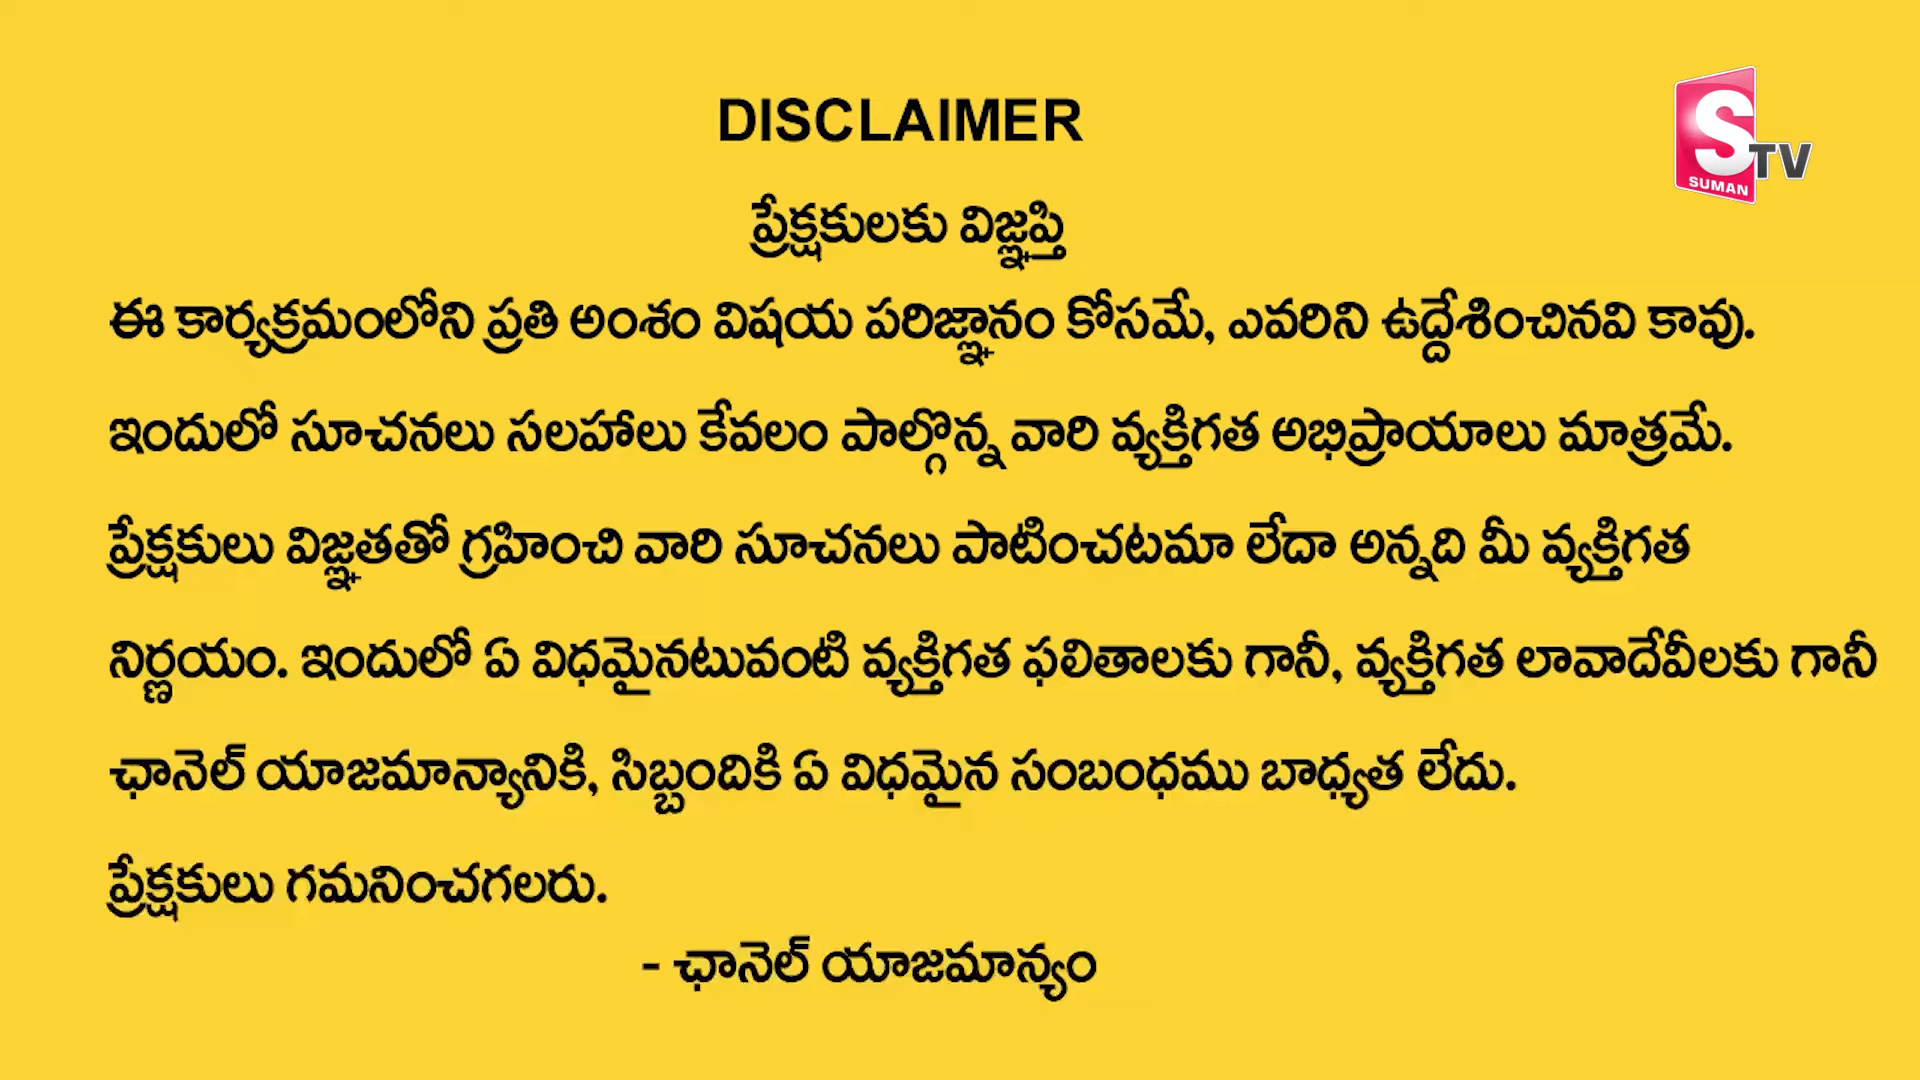 DISCLAIMER
S TV
SUMAN
ప్రేక్షకులకు విజ్ఞప్తి
ఈ కార్యక్రమంలోని ప్రతి అంశం విషయ పరిజ్ఞానం కోసమే, ఎవరిని ఉద్దేశించినవి కావు.
ఇందులో సూచనలు సలహాలు కేవలం పాల్గొన్న వారి వ్యక్తిగత అభిప్రాయాలు మాత్రమే.
ప్రేక్షకులు విజ్ఞతతో గ్రహించి వారి సూచనలు పాటించటమా లేదా అన్నది మీ వ్యక్తిగత
నిర్ణయం. ఇందులో ఏ విధమైనటువంటి వ్యక్తిగత ఫలితాలకు గానీ, వ్యక్తిగత లావాదేవీలకు గానీ
ఛానెల్ యాజమాన్యానికి, సిబ్బందికి ఏ విధమైన సంబంధము బాధ్యత లేదు.
ప్రేక్షకులు గమనించగలరు.
- ఛానెల్ యాజమాన్యం